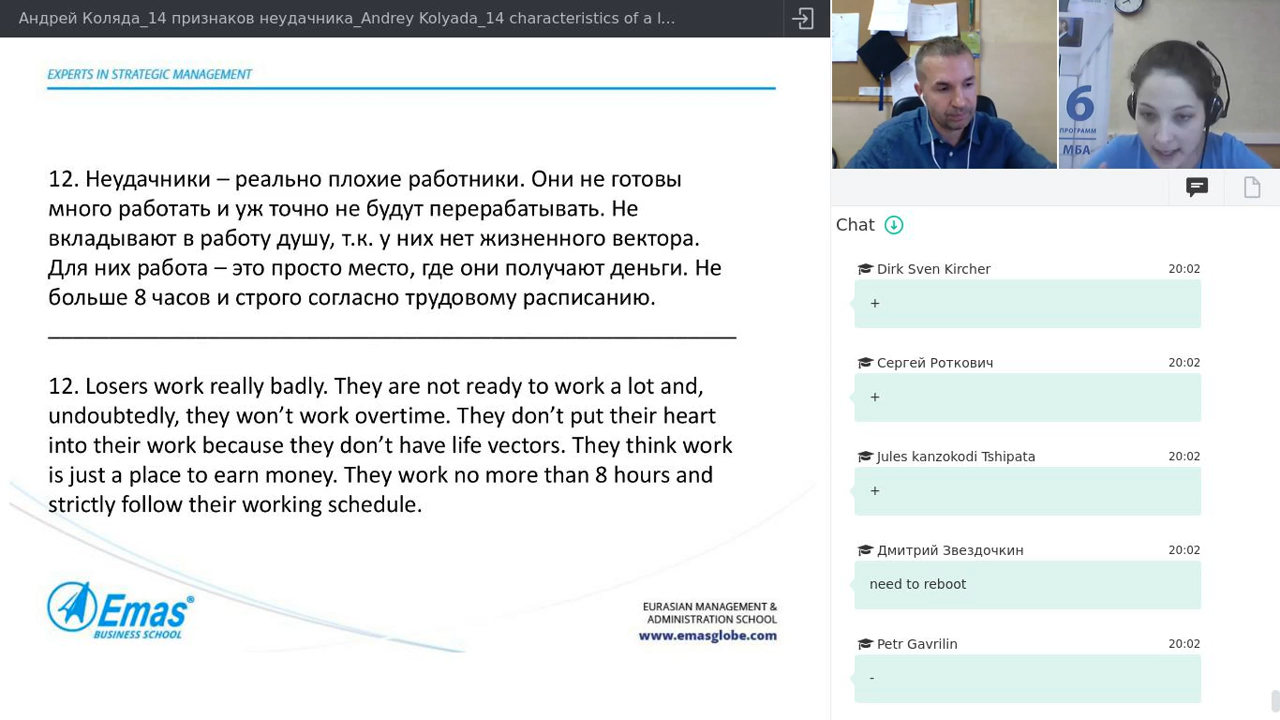 Андрей Коляда_14 признаков неудачника_Andrey Kolyada_14 characteristics of a l...
EXPERTS IN STRATEGIC MANAGEMENT
12. Неудачники – реально плохие работники. Они не готовы
много работать и уж точно не будут перерабатывать. Не
вкладывают в работу душу, т.к. у них нет жизненного вектора.
Для них работа – это просто место, где они получают деньги. Не
больше 8 часов и строго согласно трудовому расписанию.
12. Losers work really badly. They are not ready to work a lot and,
undoubtedly, they won’t work overtime. They don’t put their heart
into their work because they don’t have life vectors. They think work
is just a place to earn money. They work no more than 8 hours and
strictly follow their working schedule.
Emas®
BUSINESS SCHOOL
EURASIAN MANAGEMENT &
ADMINISTRATION SCHOOL
www.emasglobe.com
6
ПРОГРАММ
МБА
Chat
Dirk Sven Kircher 20:02
+
Сергей Роткович 20:02
+
Jules kanzokodi Tshipata 20:02
+
Дмитрий Звездочкин 20:02
need to reboot
Petr Gavrilin 20:02
-